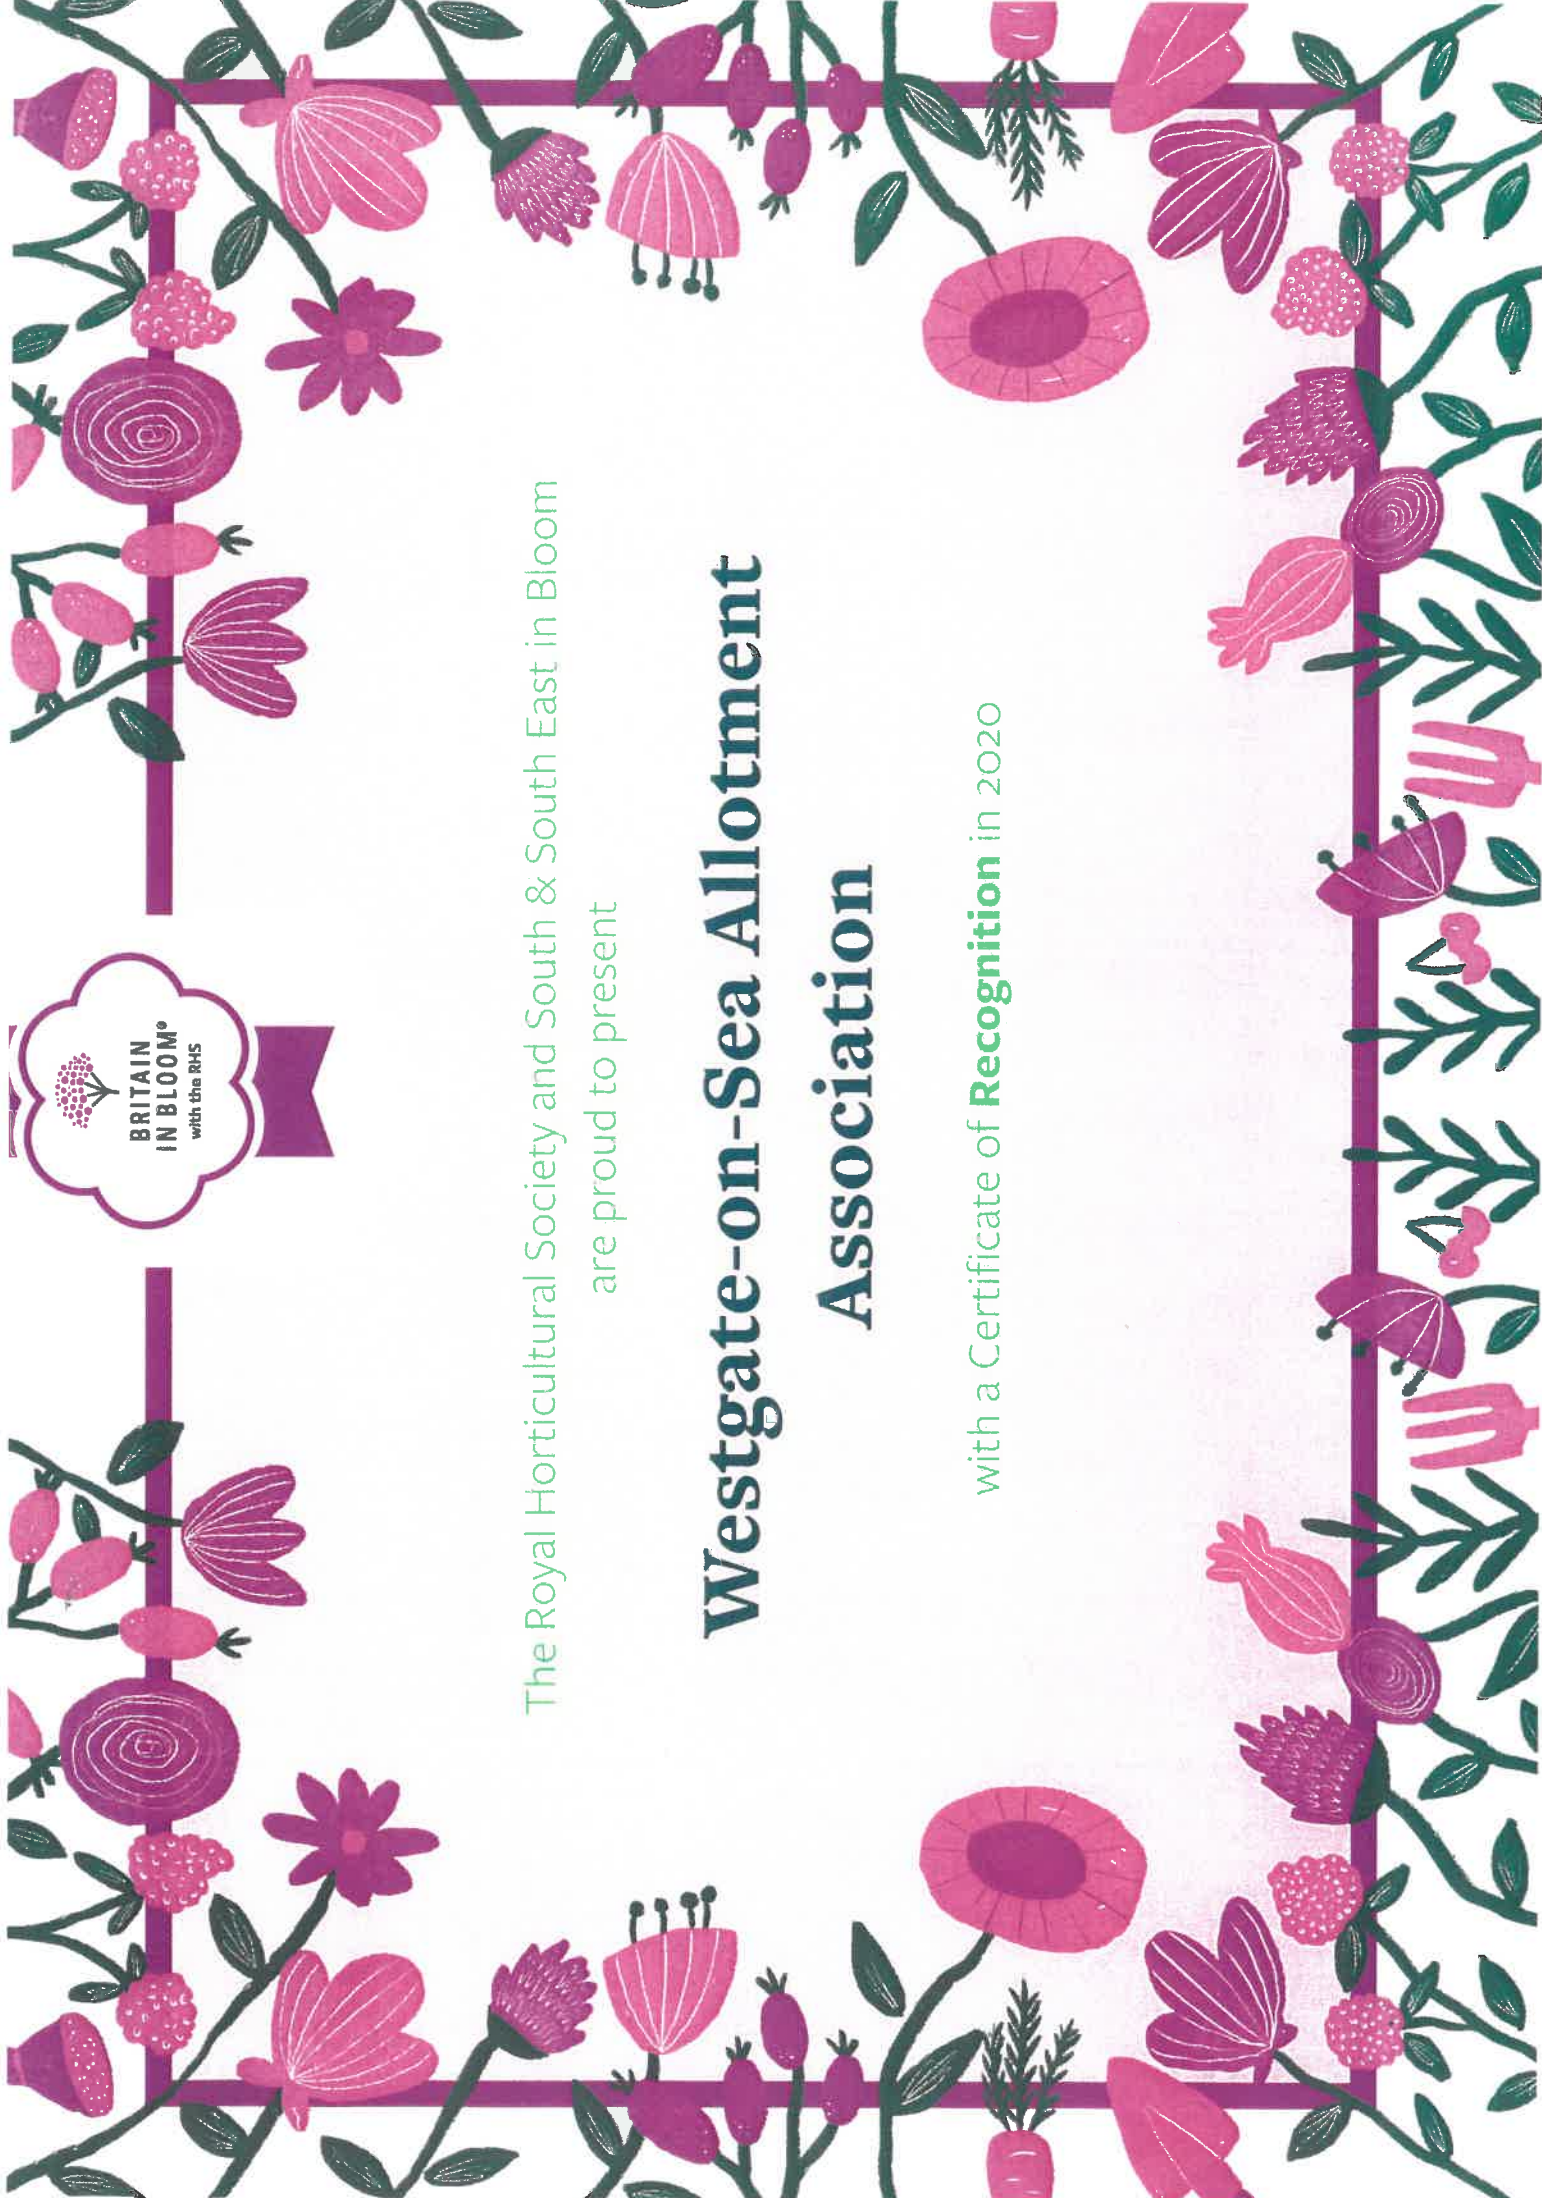 BRITAIN
IN BLOOM®
with the RHS
The Royal Horticultural Society and South & South East in Bloom
are proud to present
Westgate-on-Sea Allotment
Association
with a Certificate of Recognition in 2020